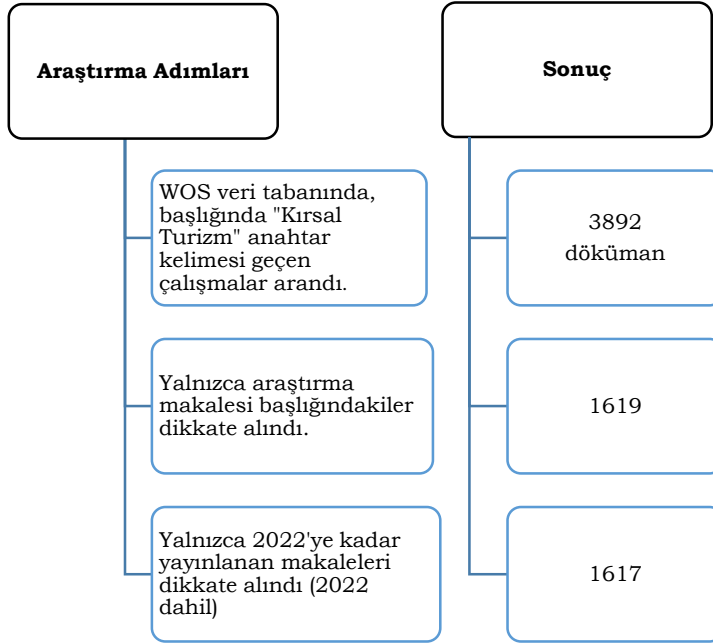 Araştırma Adımları
Sonuç
WOS veri tabanında,
başlığında "Kırsal
Turizm" anahtar
kelimesi geçen
çalışmalar arandı.
3892
döküman
Yalnızca araştırma
makalesi başlığındakiler
dikkate alındı.
1619
Yalnızca 2022'ye kadar
yayınlanan makaleleri
dikkate alındı (2022
dahil)
1617